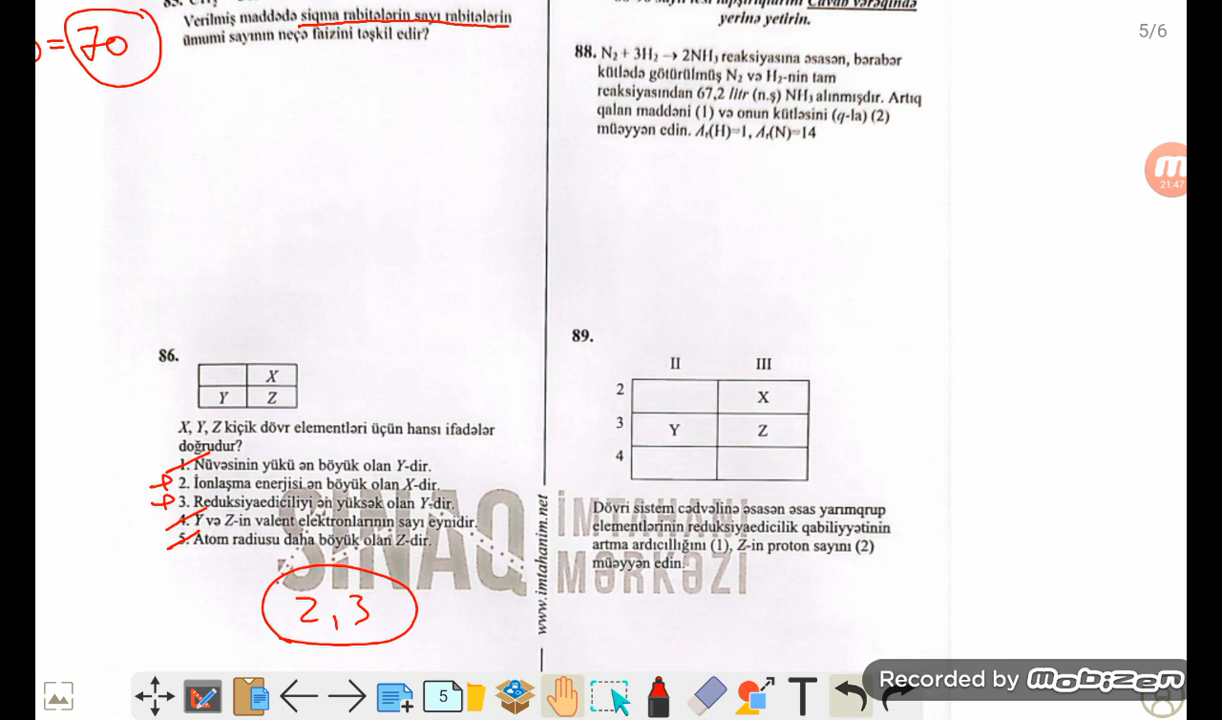 Verilmiş maddədə siqma rabitələrin sayı rabitələrin
ümumi sayının neçə faizini təşkil edir?
= 70
86.
X
Y Z
X, Y, Z kiçik dövr elementləri üçün hansı ifadələr
doğrudur?
1. Nüvəsinin yükü ən böyük olan Y-dir.
2. İonlaşma enerjisi ən böyük olan X-dir.
3. Reduksiyaediciliyi ən yüksək olan Y-dir.
4. Y və Z-in valent elektronlarının sayı eynidir.
5. Atom radiusu daha böyük olan Z-dir.
2, 3
SINAQ İMTAHANI
MƏRKƏZİ
www.imtahanim.net
yerinə yetirin.
88. N₂ + 3H₂ → 2NH₃ reaksiyasına əsasən, bərabər
kütlədə götürülmüş N₂ və H₂-nin tam
reaksiyasından 67,2 litr (n.ş) NH₃ alınmışdır. Artıq
qalan maddəni (1) və onun kütləsini (q-la) (2)
müəyyən edin. Aᵣ(H)=1, Aᵣ(N)=14
89.
II III
2 X
3 Y Z
4
Dövri sistem cədvəlinə əsasən əsas yarımqrup
elementlərinin reduksiyaedicilik qabiliyyətinin
artma ardıcıllığını (1), Z-in proton sayını (2)
müəyyən edin.
5/6
m
21:47
5
T
Recorded by mobizen